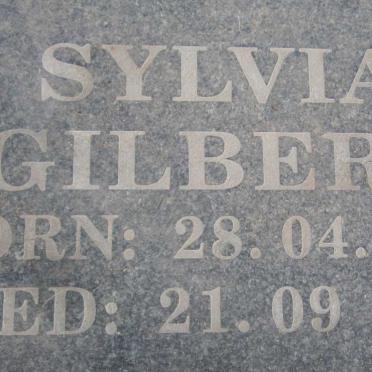 SYLVIA
GILBER
ORN: 28. 04.
ED: 21. 09